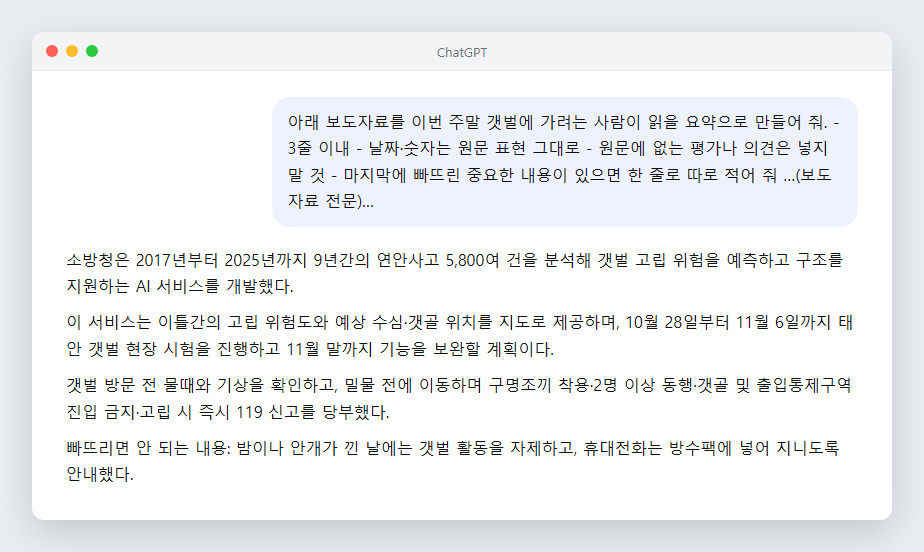 ChatGPT
아래 보도자료를 이번 주말 갯벌에 가려는 사람이 읽을 요약으로 만들어 줘. -
3줄 이내 - 날짜·숫자는 원문 표현 그대로 - 원문에 없는 평가나 의견은 넣지
말 것 - 마지막에 빠뜨린 중요한 내용이 있으면 한 줄로 따로 적어 줘 ...(보도
자료 전문)...
소방청은 2017년부터 2025년까지 9년간의 연안사고 5,800여 건을 분석해 갯벌 고립 위험을 예측하고 구조를
지원하는 AI 서비스를 개발했다.
이 서비스는 이틀간의 고립 위험도와 예상 수심·갯골 위치를 지도로 제공하며, 10월 28일부터 11월 6일까지 태
안 갯벌 현장 시험을 진행하고 11월 말까지 기능을 보완할 계획이다.
갯벌 방문 전 물때와 기상을 확인하고, 밀물 전에 이동하며 구명조끼 착용·2명 이상 동행·갯골 및 출입통제구역
진입 금지·고립 시 즉시 119 신고를 당부했다.
빠뜨리면 안 되는 내용: 밤이나 안개가 낀 날에는 갯벌 활동을 자제하고, 휴대전화는 방수팩에 넣어 지니도록
안내했다.